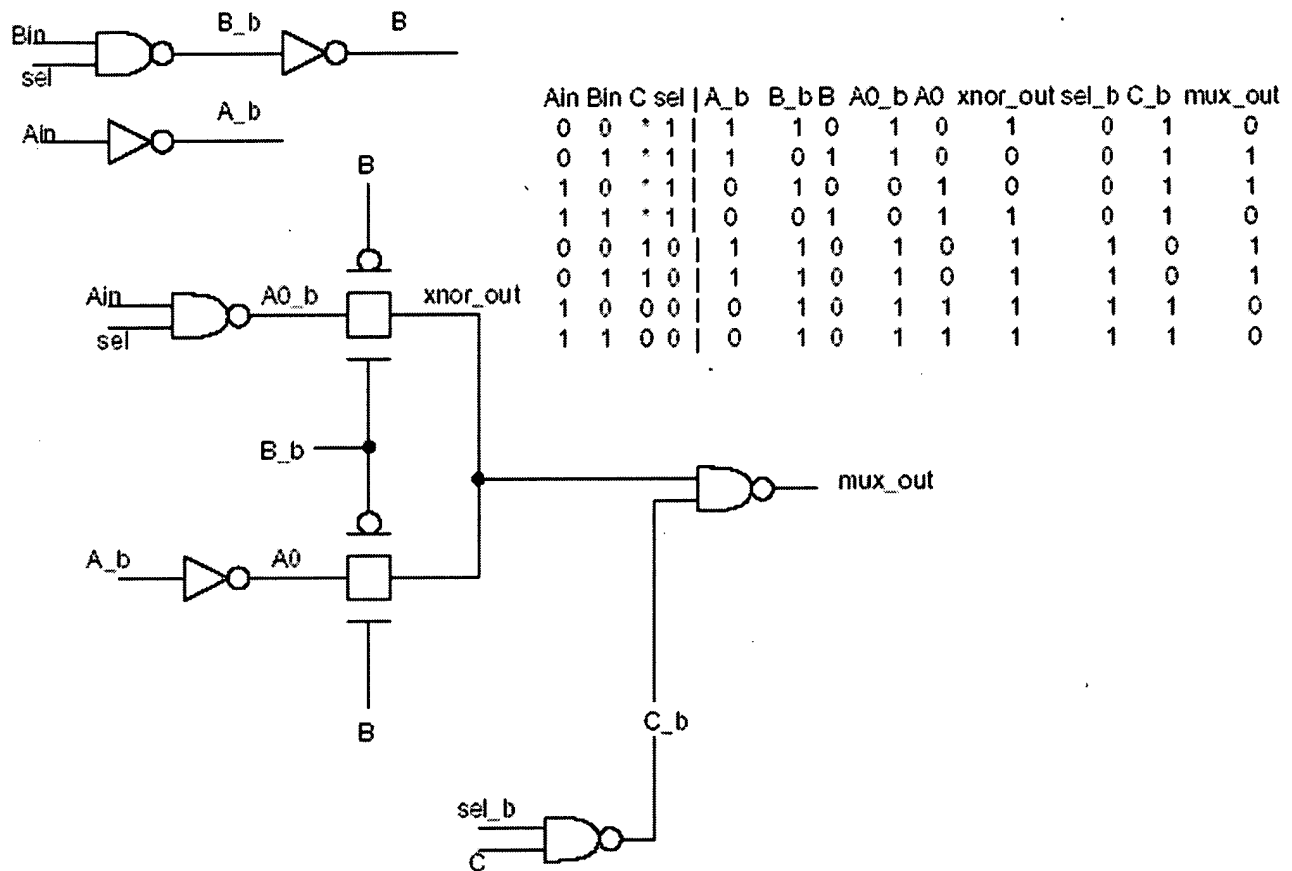 B_b B
Bin
sel
A_b
Ain
Ain Bin C sel | A_b B_b B A0_b A0 xnor_out sel_b C_b mux_out
0 0 * 1 | 1 1 0 1 0 1 0 1 0
0 1 * 1 | 1 0 1 1 0 0 0 1 1
1 0 * 1 | 0 1 0 0 1 0 0 1 1
1 1 * 1 | 0 0 1 0 1 1 0 1 0
0 0 1 0 | 1 1 0 1 0 1 1 0 1
0 1 1 0 | 1 1 0 1 0 1 1 0 1
1 0 0 0 | 0 1 0 1 1 1 1 1 0
1 1 0 0 | 0 1 0 1 1 1 1 1 0
B
Ain A0_b xnor_out
sel
B_b
mux_out
A_b A0
B
C_b
sel_b
C